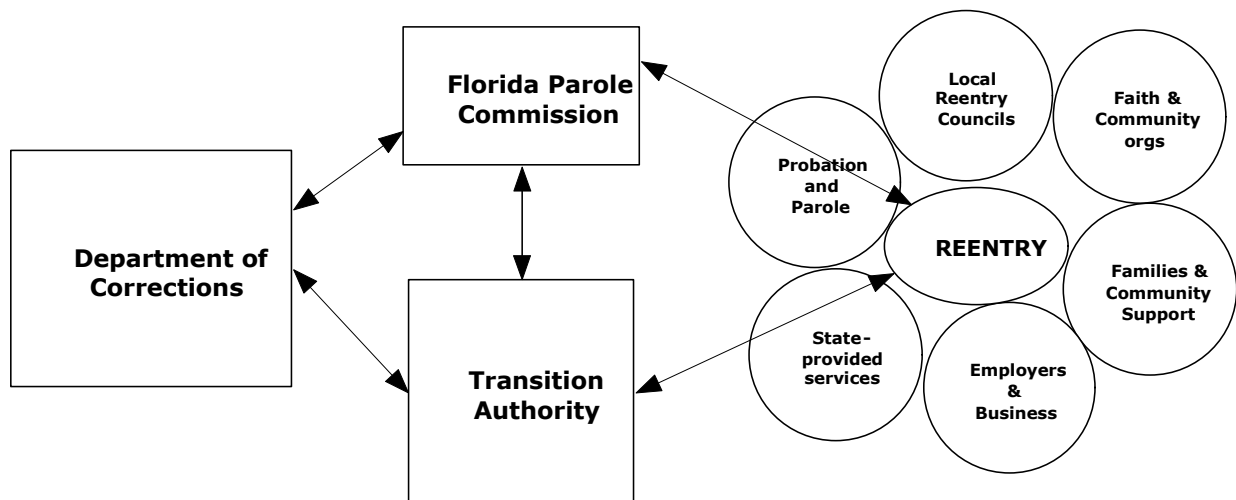 Florida Parole
Commission
Department of
Corrections
Transition
Authority
Local
Reentry
Councils
Faith &
Community
orgs
Probation
and
Parole
REENTRY
Families &
Community
Support
State-
provided
services
Employers
&
Business